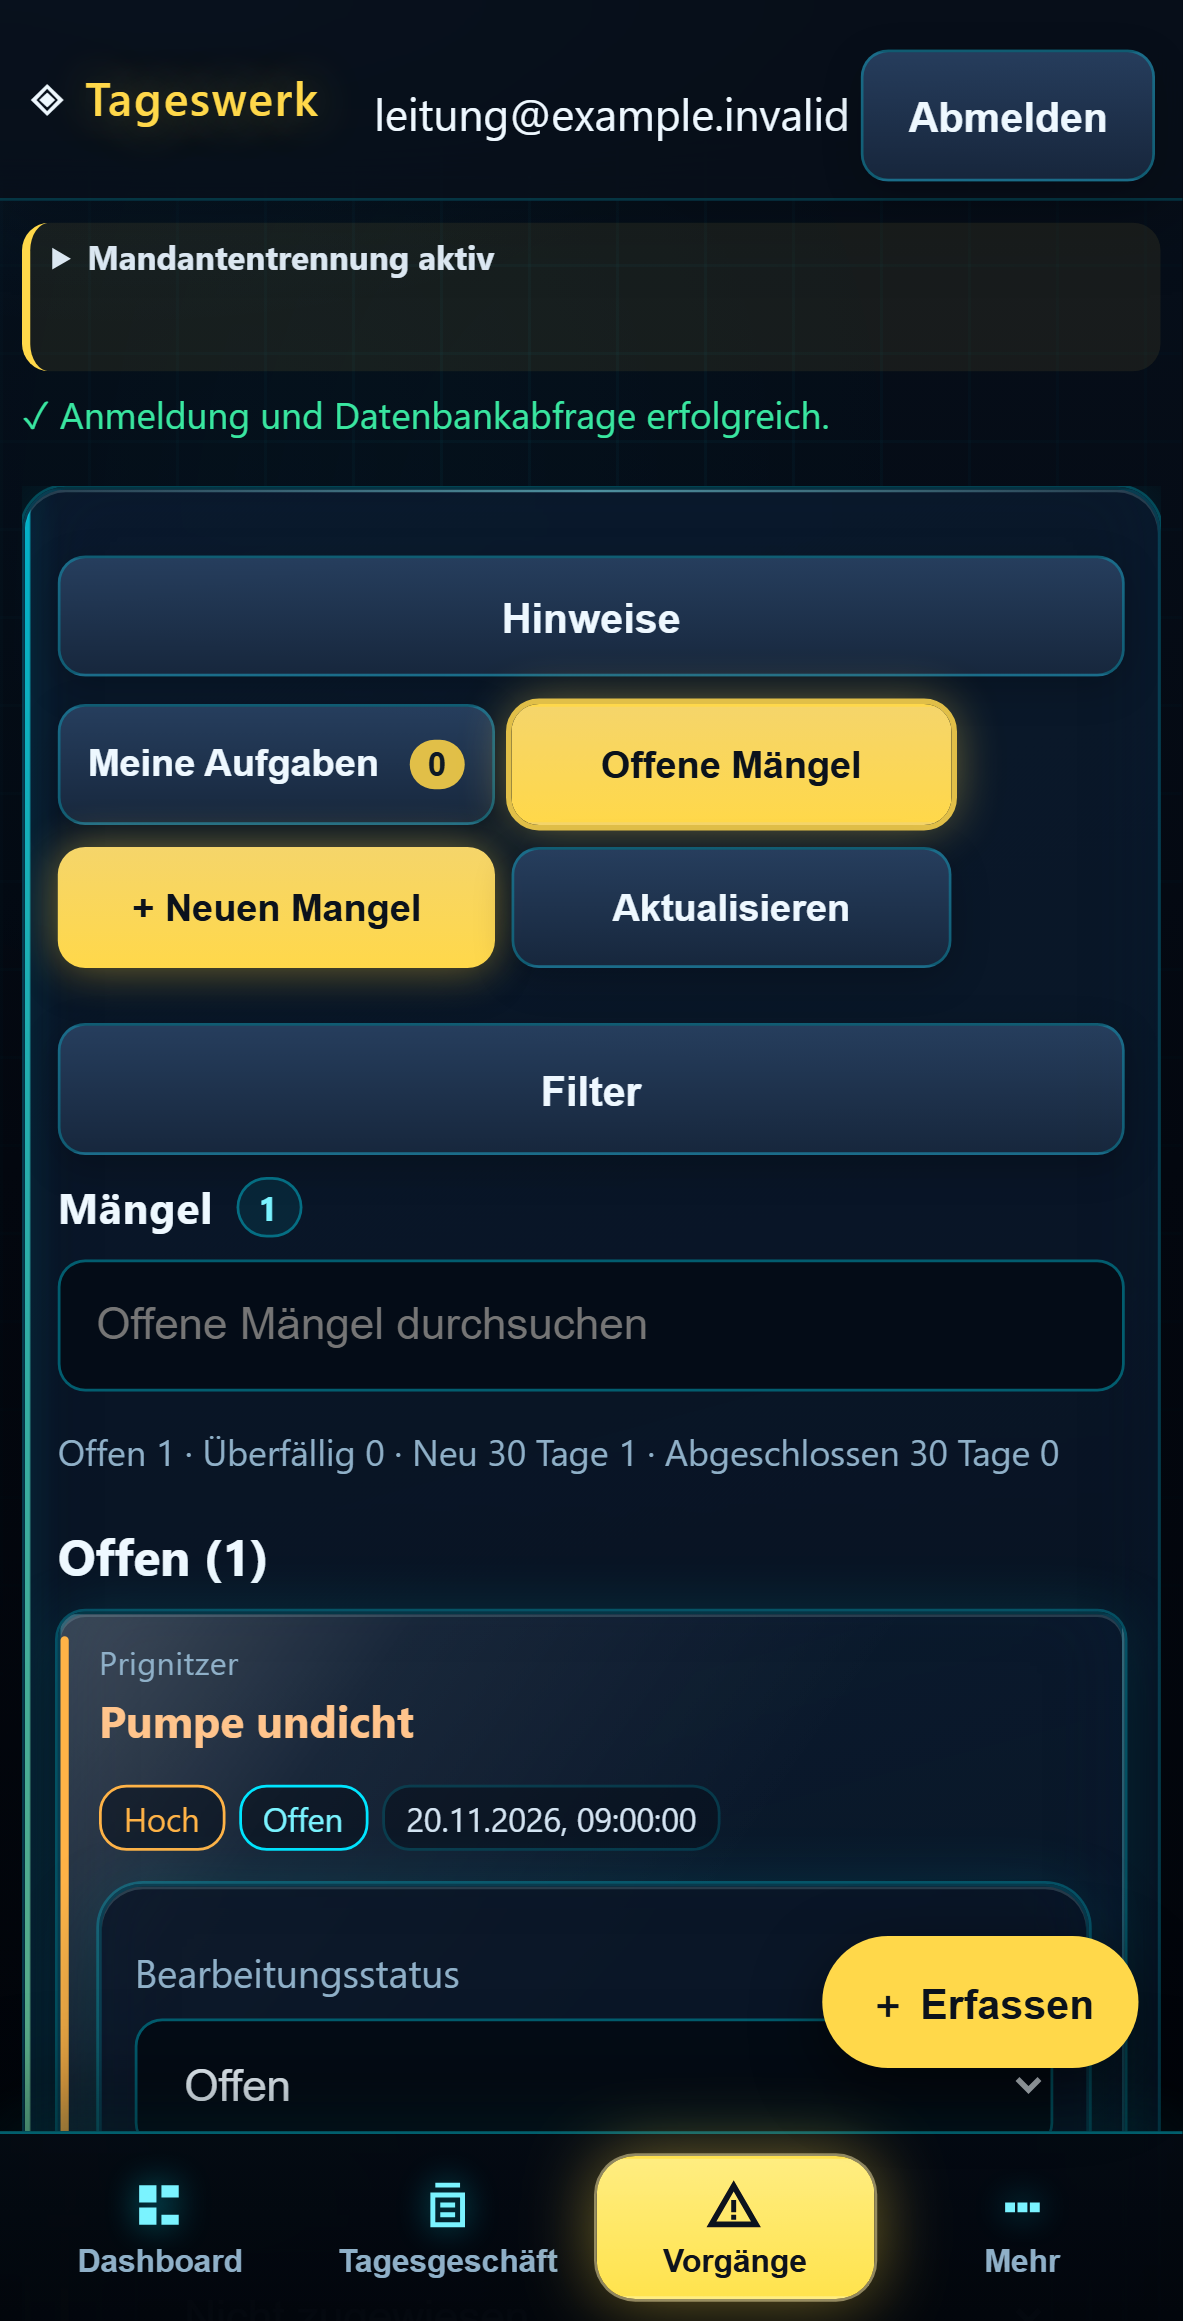 Tageswerk
leitung@example.invalid
Abmelden
Mandantentrennung aktiv
✓ Anmeldung und Datenbankabfrage erfolgreich.
Hinweise
Meine Aufgaben 0
Offene Mängel
+ Neuen Mangel
Aktualisieren
Filter
Mängel 1
Offene Mängel durchsuchen
Offen 1 · Überfällig 0 · Neu 30 Tage 1 · Abgeschlossen 30 Tage 0
Offen (1)
Prignitzer
Pumpe undicht
Hoch Offen 20.11.2026, 09:00:00
Bearbeitungsstatus
+ Erfassen
Offen
Dashboard
Tagesgeschäft
Vorgänge
Mehr